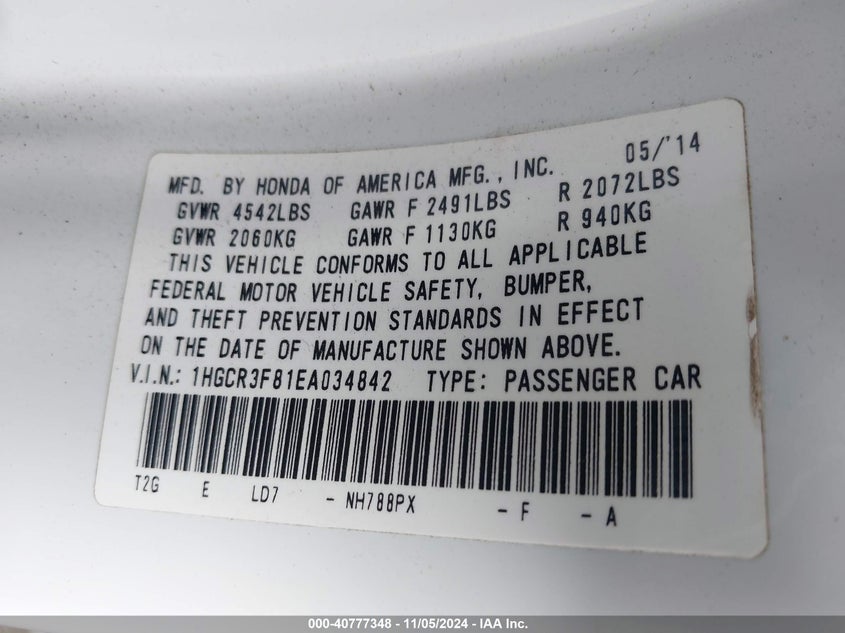 05/'14
MFD. BY HONDA OF AMERICA MFG., INC.
GVWR 4542LBS GAWR F 2491LBS R 2072LBS
GVWR 2060KG GAWR F 1130KG R 940KG
THIS VEHICLE CONFORMS TO ALL APPLICABLE
FEDERAL MOTOR VEHICLE SAFETY, BUMPER,
AND THEFT PREVENTION STANDARDS IN EFFECT
ON THE DATE OF MANUFACTURE SHOWN ABOVE.
V.I.N.: 1HGCR3F81EA034842 TYPE: PASSENGER CAR
T2G E LD7 - NH788PX - F - A
000-40777348 - 11/05/2024 - IAA Inc.